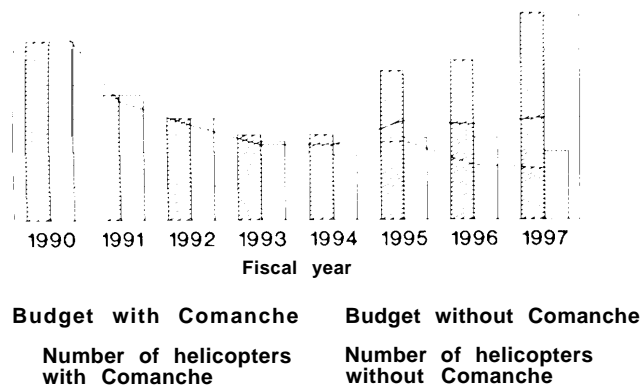 1990 1991 1992 1993 1994 1995 1996 1997
Fiscal year
Budget with Comanche Budget without Comanche
Number of helicopters Number of helicopters
with Comanche without Comanche